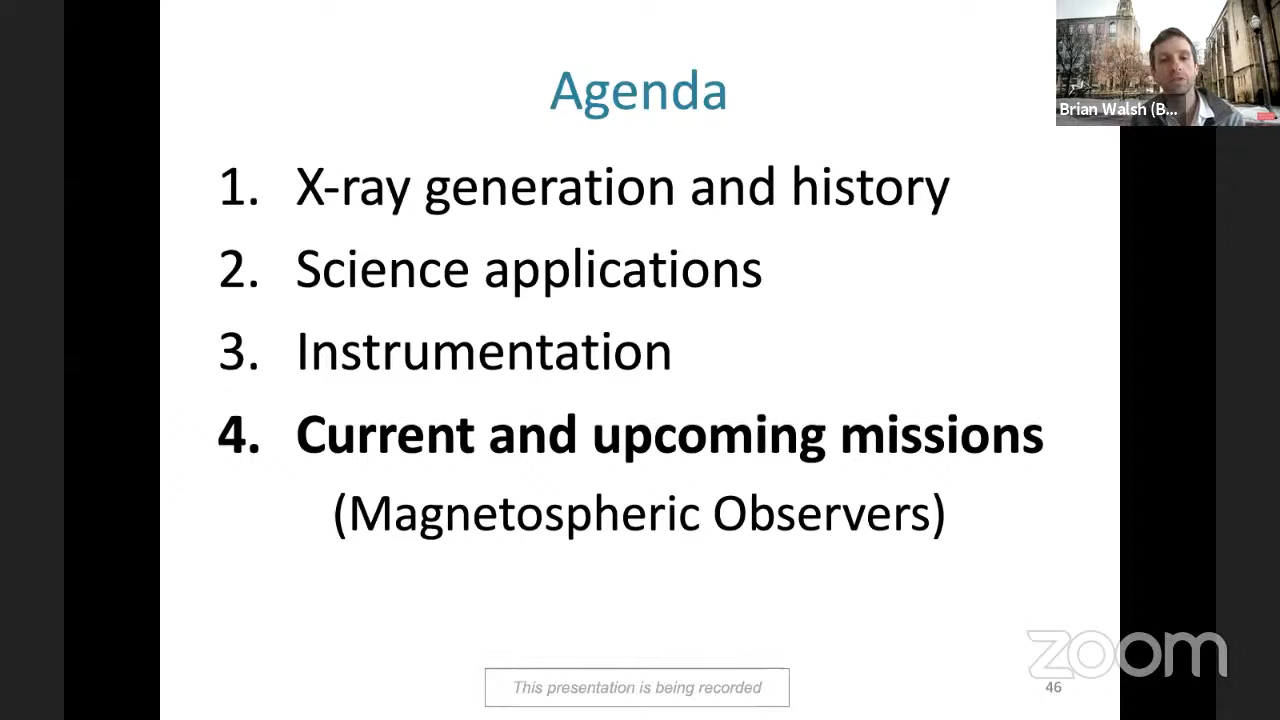 Agenda
Brian Walsh (B...
1. X-ray generation and history
2. Science applications
3. Instrumentation
4. Current and upcoming missions
(Magnetospheric Observers)
zoom
This presentation is being recorded
46